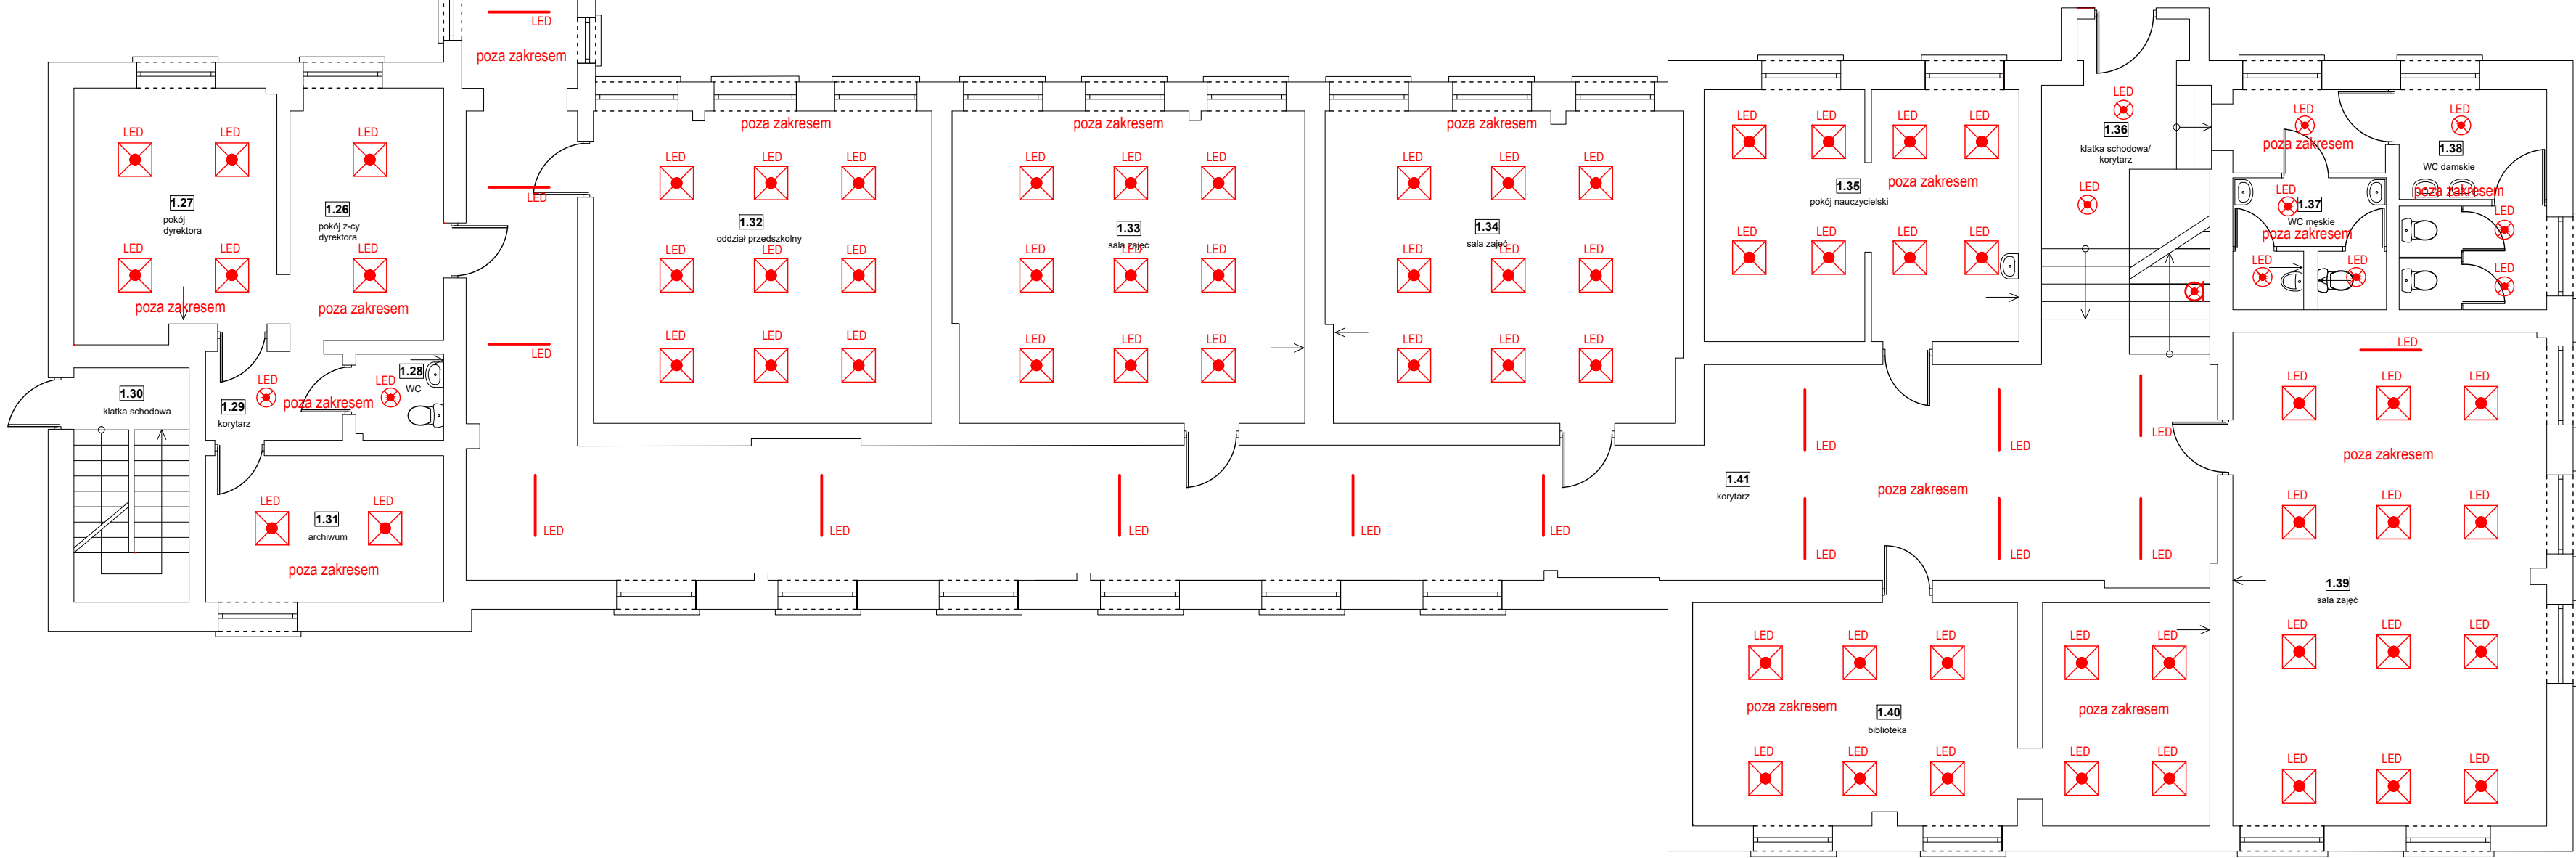 LED
poza zakresem
LED
LED
LED
LED
LED
1.27
pokój
dyrektora
poza zakresem
LED
LED
1.26
pokój z-cy
dyrektora
poza zakresem
LED
LED
1.30
klatka schodowa
LED
1.29
korytarz
poza zakresem
LED
1.28
WC
LED
LED
1.31
archiwum
poza zakresem
poza zakresem
LED
LED
LED
1.32
oddział przedszkolny
LED
LED
LED
LED
LED
LED
poza zakresem
LED
LED
LED
1.33
sala zajęć
LED
LED
LED
LED
LED
LED
poza zakresem
LED
LED
LED
1.34
sala zajęć
LED
LED
LED
LED
LED
LED
LED
LED
LED
LED
1.35
pokój nauczycielski
poza zakresem
LED
LED
LED
LED
LED
1.36
klatka schodowa/
korytarz
LED
LED
poza zakresem
LED
1.38
WC damskie
poza zakresem
LED
LED
LED
1.37
WC męskie
poza zakresem
LED
LED
LED
LED
LED
LED
LED
LED
1.41
korytarz
poza zakresem
LED
LED
LED
LED
LED
LED
LED
LED
LED
LED
poza zakresem
LED
LED
LED
1.39
sala zajęć
LED
LED
LED
LED
LED
LED
LED
LED
LED
poza zakresem
1.40
biblioteka
LED
LED
LED
LED
LED
poza zakresem
LED
LED